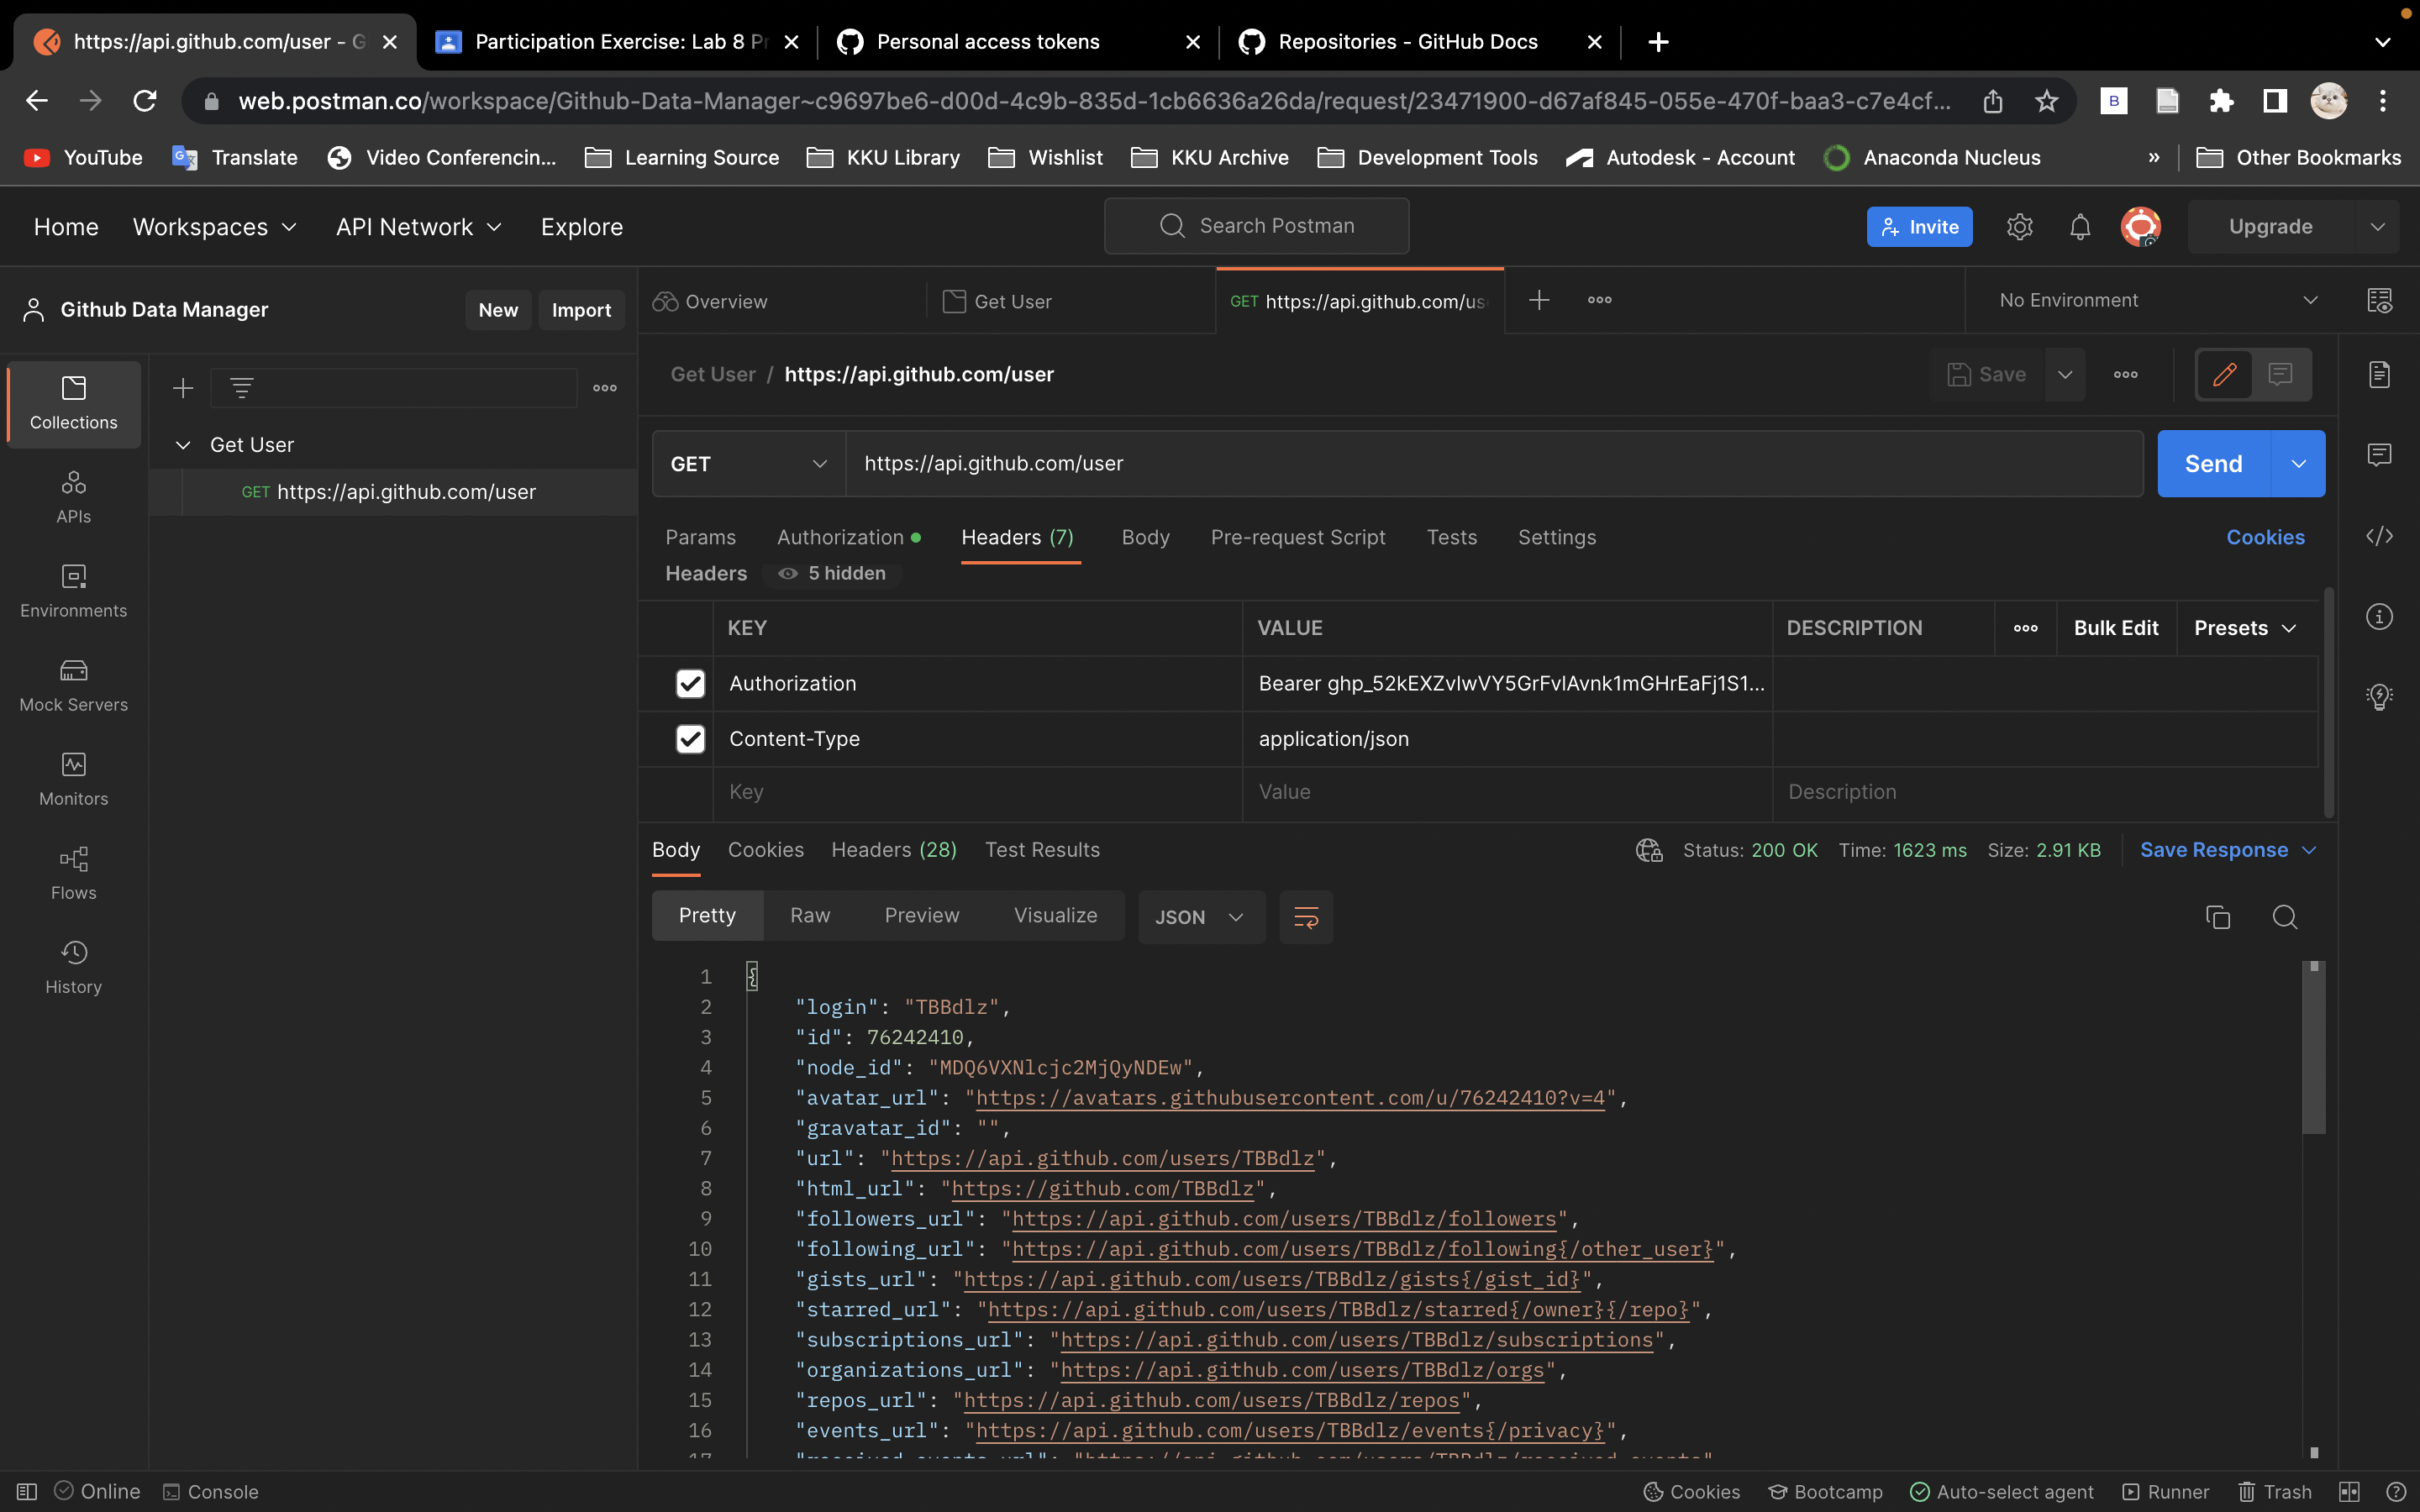 https://api.github.com/user - G
Participation Exercise: Lab 8 Pr
Personal access tokens
Repositories - GitHub Docs
web.postman.co/workspace/Github-Data-Manager~c9697be6-d00d-4c9b-835d-1cb6636a26da/request/23471900-d67af845-055e-470f-baa3-c7e4cf...
B
YouTube
Translate
Video Conferencin...
Learning Source
KKU Library
Wishlist
KKU Archive
Development Tools
Autodesk - Account
Anaconda Nucleus
»
Other Bookmarks
Home
Workspaces
API Network
Explore
Search Postman
Invite
Upgrade
Github Data Manager
New
Import
Overview
Get User
GET https://api.github.com/us
No Environment
Collections
APIs
Environments
Mock Servers
Monitors
Flows
History
Get User
GET https://api.github.com/user
Get User / https://api.github.com/user
Save
GET
https://api.github.com/user
Send
Params
Authorization
Headers (7)
Body
Pre-request Script
Tests
Settings
Cookies
Headers
5 hidden
KEY
VALUE
DESCRIPTION
Bulk Edit
Presets
Authorization
Content-Type
application/json
Key
Value
Description
Body
Cookies
Headers (28)
Test Results
Status: 200 OK
Time: 1623 ms
Size: 2.91 KB
Save Response
Pretty
Raw
Preview
Visualize
JSON
1 {
2 "login": "TBBdlz",
3 "id": 76242410,
4 "node_id": "MDQ6VXNlcjc2MjQyNDEw",
5 "avatar_url": "https://avatars.githubusercontent.com/u/76242410?v=4",
6 "gravatar_id": "",
7 "url": "https://api.github.com/users/TBBdlz",
8 "html_url": "https://github.com/TBBdlz",
9 "followers_url": "https://api.github.com/users/TBBdlz/followers",
10 "following_url": "https://api.github.com/users/TBBdlz/following{/other_user}",
11 "gists_url": "https://api.github.com/users/TBBdlz/gists{/gist_id}",
12 "starred_url": "https://api.github.com/users/TBBdlz/starred{/owner}{/repo}",
13 "subscriptions_url": "https://api.github.com/users/TBBdlz/subscriptions",
14 "organizations_url": "https://api.github.com/users/TBBdlz/orgs",
15 "repos_url": "https://api.github.com/users/TBBdlz/repos",
16 "events_url": "https://api.github.com/users/TBBdlz/events{/privacy}",
Online
Console
Cookies
Bootcamp
Auto-select agent
Runner
Trash